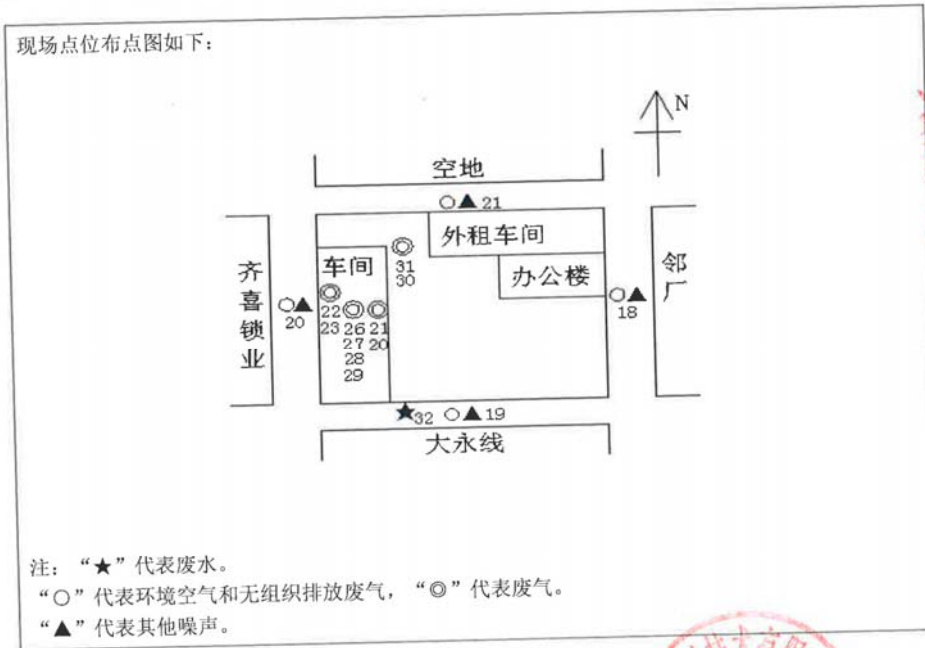 现场点位布点图如下：
N
空地
○▲21
外租车间
◎
31
30
车间
办公楼
齐喜锁业
邻厂
○▲
20
◎
22
23
◎◎
26 21
27 20
28
29
○▲
18
★32 ○▲19
大永线
注：“★”代表废水。
“○”代表环境空气和无组织排放废气，“◎”代表废气。
“▲”代表其他噪声。